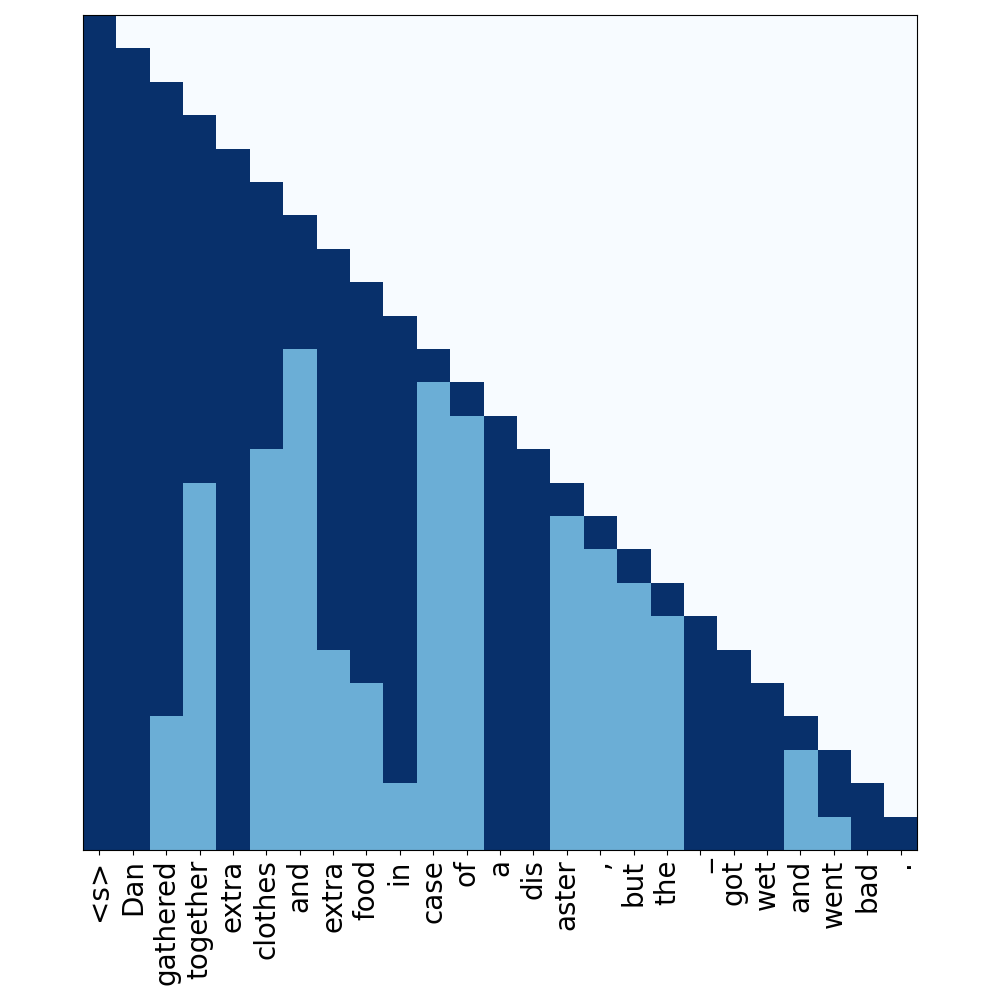 <s>
Dan
gathered
together
extra
clothes
and
extra
food
in
case
of
a
dis
aster
,
but
the
_
got
wet
and
went
bad
.